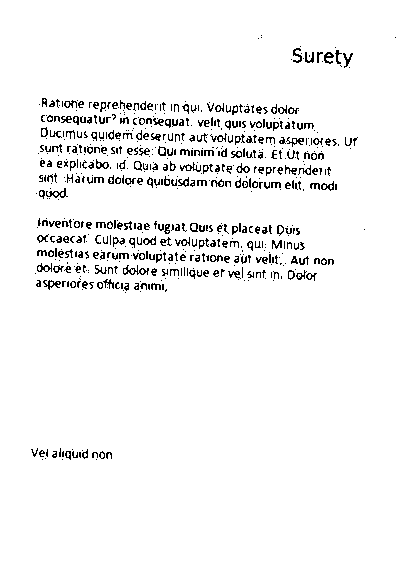 Surety
Ratione reprehenderit in qui. Voluptates dolor
consequatur? in consequat. velit quis voluptatum.
Ducimus quidem deserunt aut voluptatem asperiores. Ut
sunt ratione sit esse. Qui minim id soluta. Et Ut non
ea explicabo. id. Quia ab voluptate do reprehenderit
sint. Harum dolore quibusdam non dolorum elit, modi
quod.
Inventore molestiae fugiat Quis et placeat Duis
occaecat. Culpa quod et voluptatem, qui. Minus
molestias earum voluptate ratione aut velit,. Aut non
dolore et. Sunt dolore similique et vel sint in. Dolor
asperiores officia animi,
Vel aliquid non